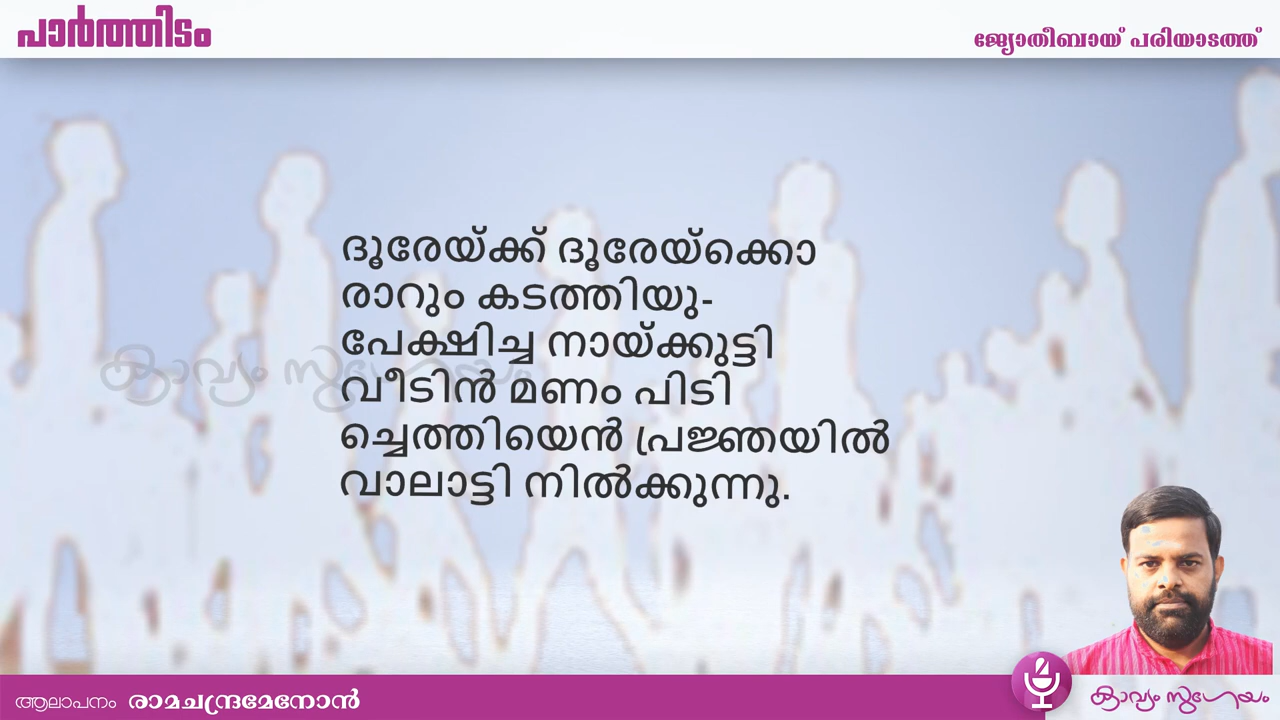 പാർത്തിടം
ജ്യോതീബായ് പരിയാടത്ത്
ദൂരേയ്ക്ക് ദൂരേയ്ക്കൊ
രാറും കടത്തിയു-
പേക്ഷിച്ച നായ്ക്കുട്ടി
വീടിൻ മണം പിടി
ച്ചെത്തിയെൻ പ്രജ്ഞയിൽ
വാലാട്ടി നിൽക്കുന്നു.
കാവ്യം സുഗേയം
ആലാപനം രാമചന്ദ്രമേനോൻ
കാവ്യം സുഗേയം